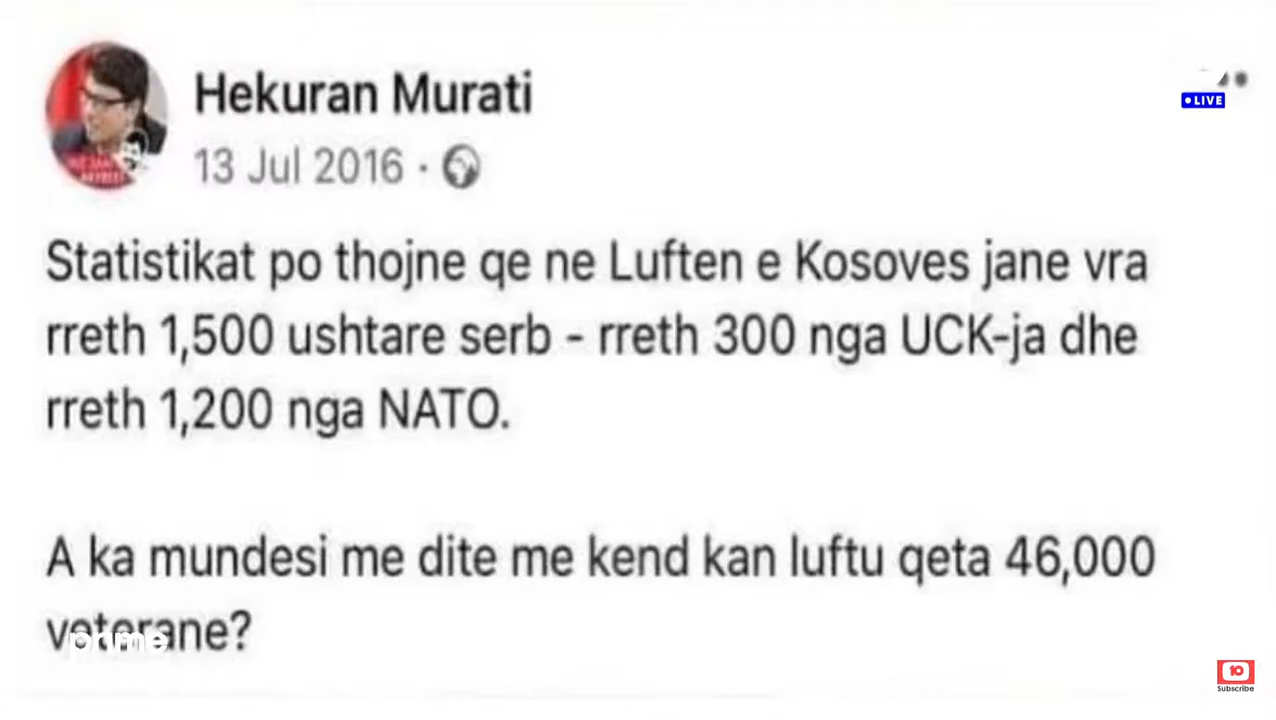 Hekuran Murati
LIVE
13 Jul 2016 ·
Statistikat po thojne qe ne Luften e Kosoves jane vra
rreth 1,500 ushtare serb - rreth 300 nga UCK-ja dhe
rreth 1,200 nga NATO.
A ka mundesi me dite me kend kan luftu qeta 46,000
veterane?
prime
10
Subscribe